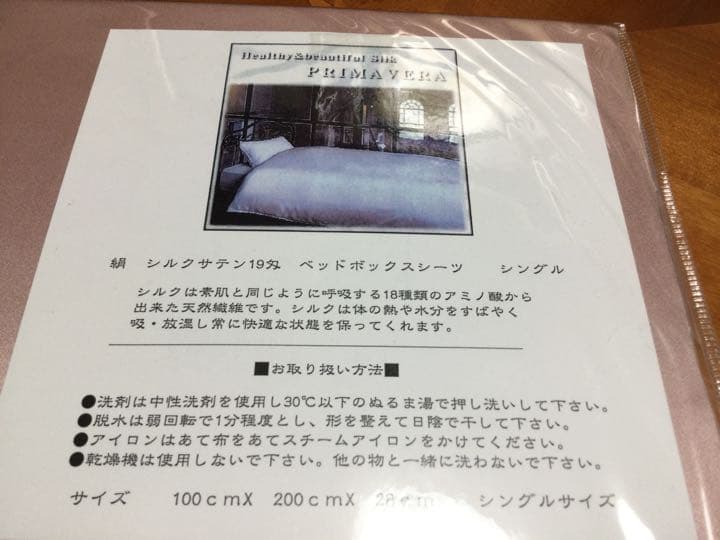 Healthy&beautiful Silk
PRIMAVERA
絹 シルクサテン19匁 ベッドボックスシーツ シングル
シルクは素肌と同じように呼吸する18種類のアミノ酸から
出来た天然繊維です。シルクは体の熱や水分をすばやく
吸・放湿し常に快適な状態を保ってくれます。
■お取り扱い方法■
●洗剤は中性洗剤を使用し30℃以下のぬるま湯で押し洗いして下さい。
●脱水は弱回転で1分程度とし、形を整えて日陰で干して下さい。
●アイロンはあて布をあてスチームアイロンをかけてください。
●乾燥機は使用しないで下さい。他の物と一緒に洗わないで下さい。
サイズ 100cmX 200cmX 28cm シングルサイズ